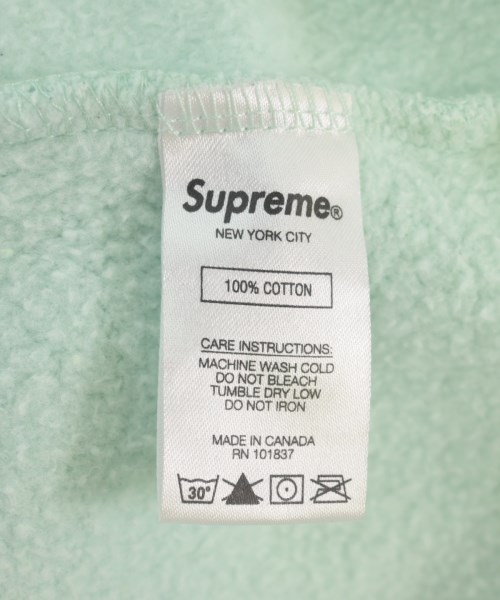 Supreme®
NEW YORK CITY
100% COTTON
CARE INSTRUCTIONS:
MACHINE WASH COLD
DO NOT BLEACH
TUMBLE DRY LOW
DO NOT IRON
MADE IN CANADA
RN 101837
30°